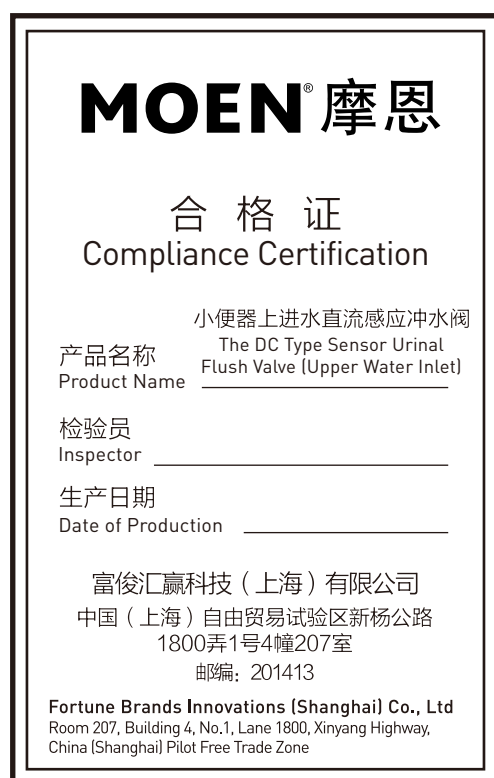 MOEN® 摩恩
合格证
Compliance Certification
小便器上进水直流感应冲水阀
产品名称 The DC Type Sensor Urinal
Product Name Flush Valve (Upper Water Inlet)
检验员
Inspector
生产日期
Date of Production
富俊汇赢科技（上海）有限公司
中国（上海）自由贸易试验区新杨公路
1800弄1号4幢207室
邮编：201413
Fortune Brands Innovations (Shanghai) Co., Ltd
Room 207, Building 4, No.1, Lane 1800, Xinyang Highway,
China (Shanghai) Pilot Free Trade Zone